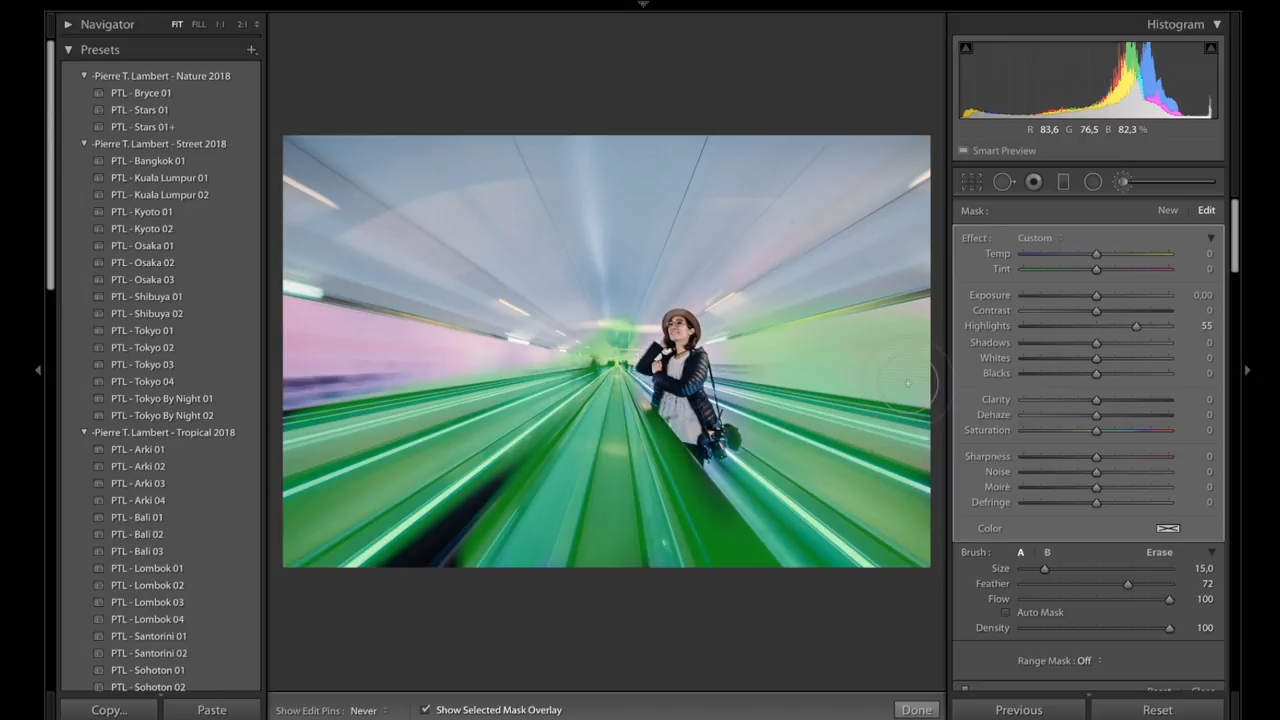 Navigator
FIT FILL 1:1 2:1
Presets
-Pierre T. Lambert - Nature 2018
PTL - Bryce 01
PTL - Stars 01
PTL - Stars 01+
-Pierre T. Lambert - Street 2018
PTL - Bangkok 01
PTL - Kuala Lumpur 01
PTL - Kuala Lumpur 02
PTL - Kyoto 01
PTL - Kyoto 02
PTL - Osaka 01
PTL - Osaka 02
PTL - Osaka 03
PTL - Shibuya 01
PTL - Shibuya 02
PTL - Tokyo 01
PTL - Tokyo 02
PTL - Tokyo 03
PTL - Tokyo 04
PTL - Tokyo By Night 01
PTL - Tokyo By Night 02
-Pierre T. Lambert - Tropical 2018
PTL - Arki 01
PTL - Arki 02
PTL - Arki 03
PTL - Arki 04
PTL - Bali 01
PTL - Bali 02
PTL - Bali 03
PTL - Lombok 01
PTL - Lombok 02
PTL - Lombok 03
PTL - Lombok 04
PTL - Santorini 01
PTL - Santorini 02
PTL - Sohoton 01
PTL - Sohoton 02
Copy... Paste
Show Edit Pins : Never
Show Selected Mask Overlay
Done
Histogram
R 83,6 G 76,5 B 82,3 %
Smart Preview
Mask : New Edit
Effect : Custom
Temp 0
Tint 0
Exposure 0,00
Contrast 0
Highlights 55
Shadows 0
Whites 0
Blacks 0
Clarity 0
Dehaze 0
Saturation 0
Sharpness 0
Noise 0
Moiré 0
Defringe 0
Color
Brush : A B Erase
Size 15,0
Feather 72
Flow 100
Auto Mask
Density 100
Range Mask : Off
Reset Close
Previous Reset